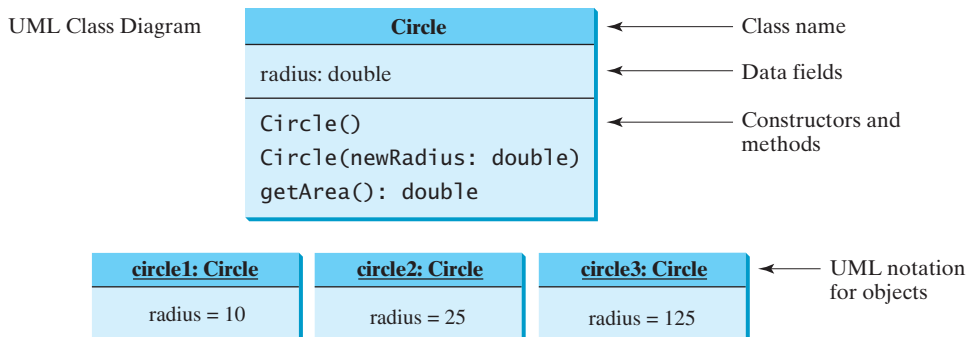 UML Class Diagram
Circle
Class name
radius: double
Data fields
Circle()
Constructors and
methods
Circle(newRadius: double)
getArea(): double
circle1: Circle
circle2: Circle
circle3: Circle
UML notation
for objects
radius = 10
radius = 25
radius = 125